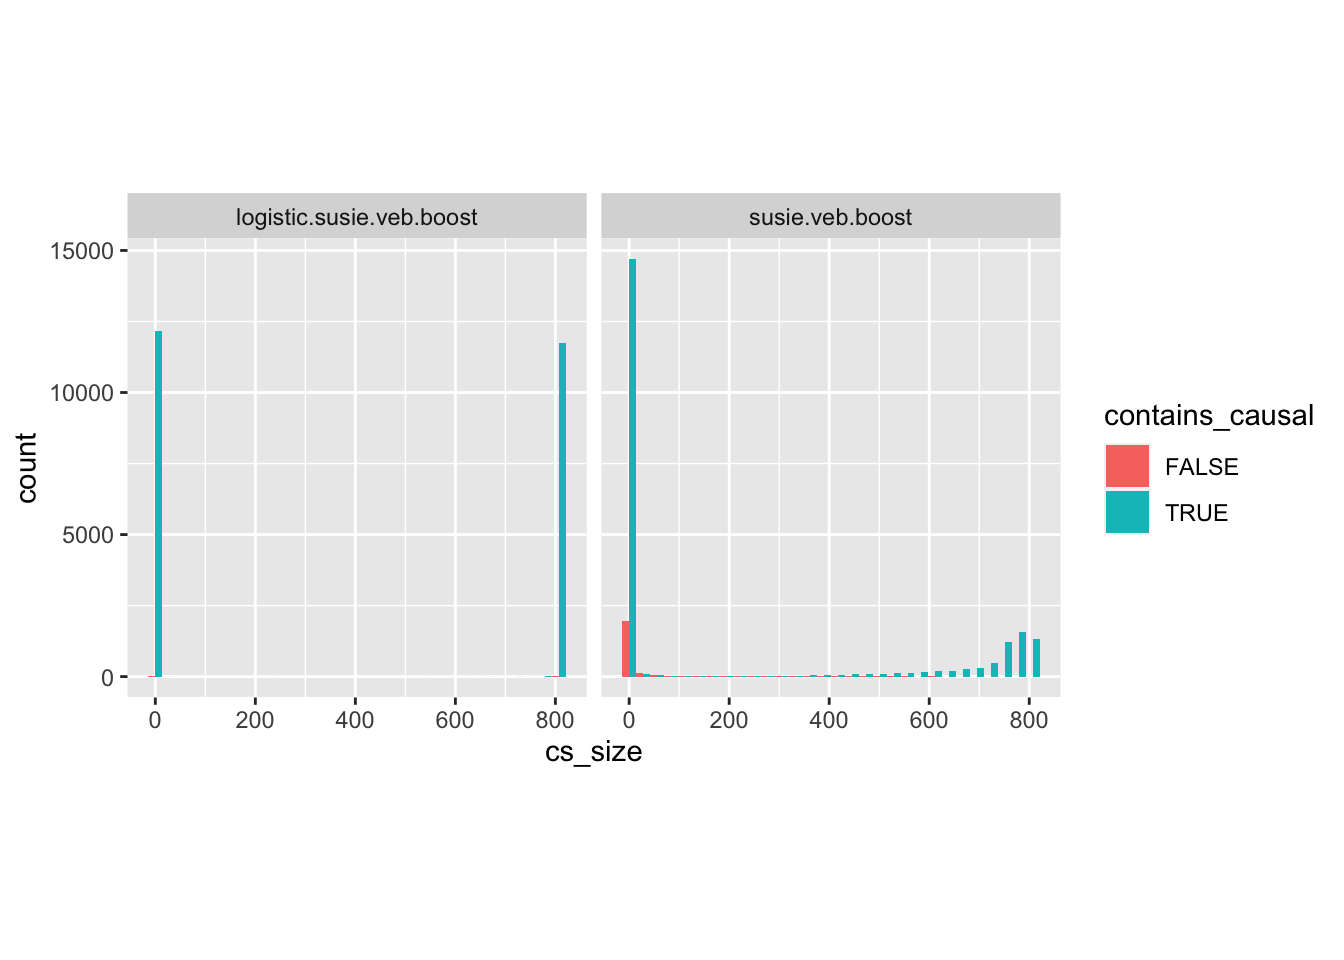 logistic.susie.veb.boost
susie.veb.boost
15000
10000
5000
0
0
200
400
600
800
0
200
400
600
800
cs_size
count
contains_causal
FALSE
TRUE